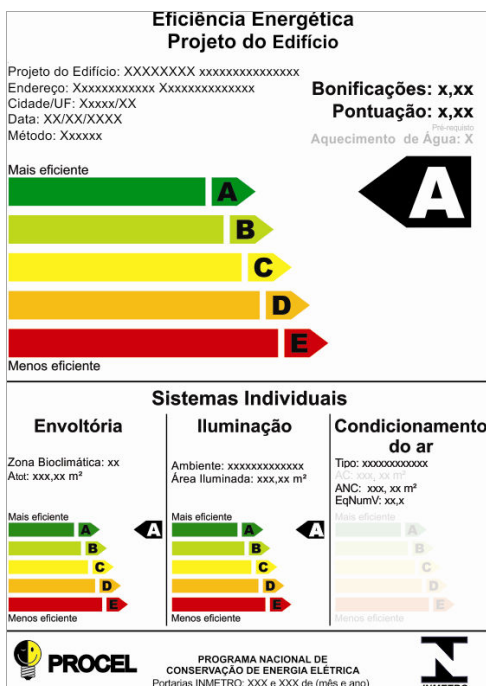 Eficiência Energética
Projeto do Edifício
Projeto do Edifício: XXXXXXXX xxxxxxxxxxxxxxx
Endereço: Xxxxxxxxxxxx Xxxxxxxxxxxxxx
Cidade/UF: Xxxxx/XX
Data: XX/XX/XXXX
Método: Xxxxxx
Bonificações: x,xx
Pontuação: x,xx
Pré-requisito
Aquecimento de Água: X
Mais eficiente
A
A
B
C
D
E
Menos eficiente
Sistemas Individuais
Envoltória
Zona Bioclimática: xx
Atot: xxx,xx m²
Mais eficiente
A
A
B
C
D
E
Menos eficiente
Iluminação
Ambiente: xxxxxxxxxxxxx
Área Iluminada: xxx,xx m²
Mais eficiente
A
A
B
C
D
E
Menos eficiente
Condicionamento
do ar
Tipo: xxxxxxxxxxxx
AC: xxx, xx m²
ANC: xxx, xx m²
EqNumV: xx,x
Mais eficiente
A
B
C
D
E
Menos eficiente
PROCEL
PROGRAMA NACIONAL DE
CONSERVAÇÃO DE ENERGIA ELÉTRICA
Portarias INMETRO: XXX e XXX de (mês e ano)
INMETRO